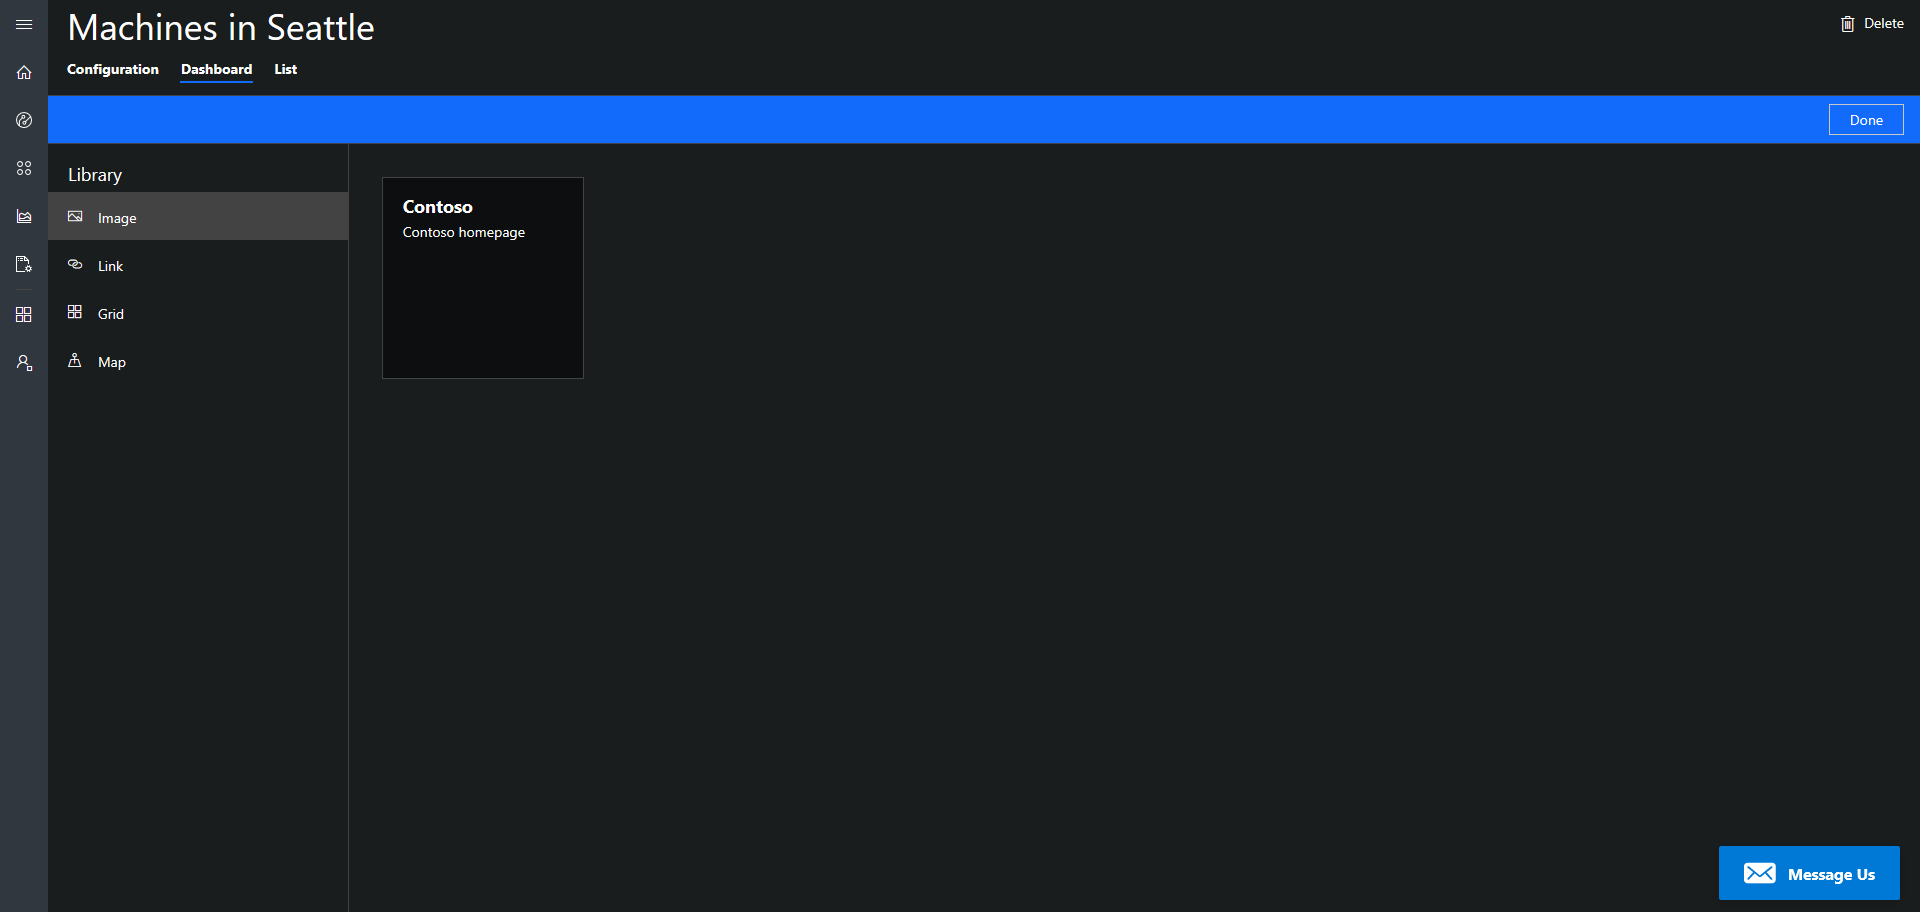 Machines in Seattle
Delete
Configuration Dashboard List
Done
Library
Image
Link
Grid
Map
Contoso
Contoso homepage
Message Us